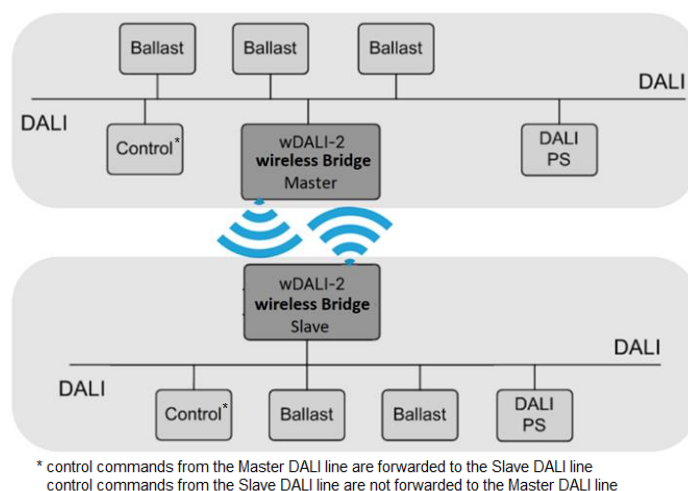 Ballast
Ballast
Ballast
DALI
DALI
Control*
wDALI-2
wireless Bridge
Master
DALI
PS
wDALI-2
wireless Bridge
Slave
DALI
DALI
Control*
Ballast
Ballast
DALI
PS
* control commands from the Master DALI line are forwarded to the Slave DALI line
control commands from the Slave DALI line are not forwarded to the Master DALI line